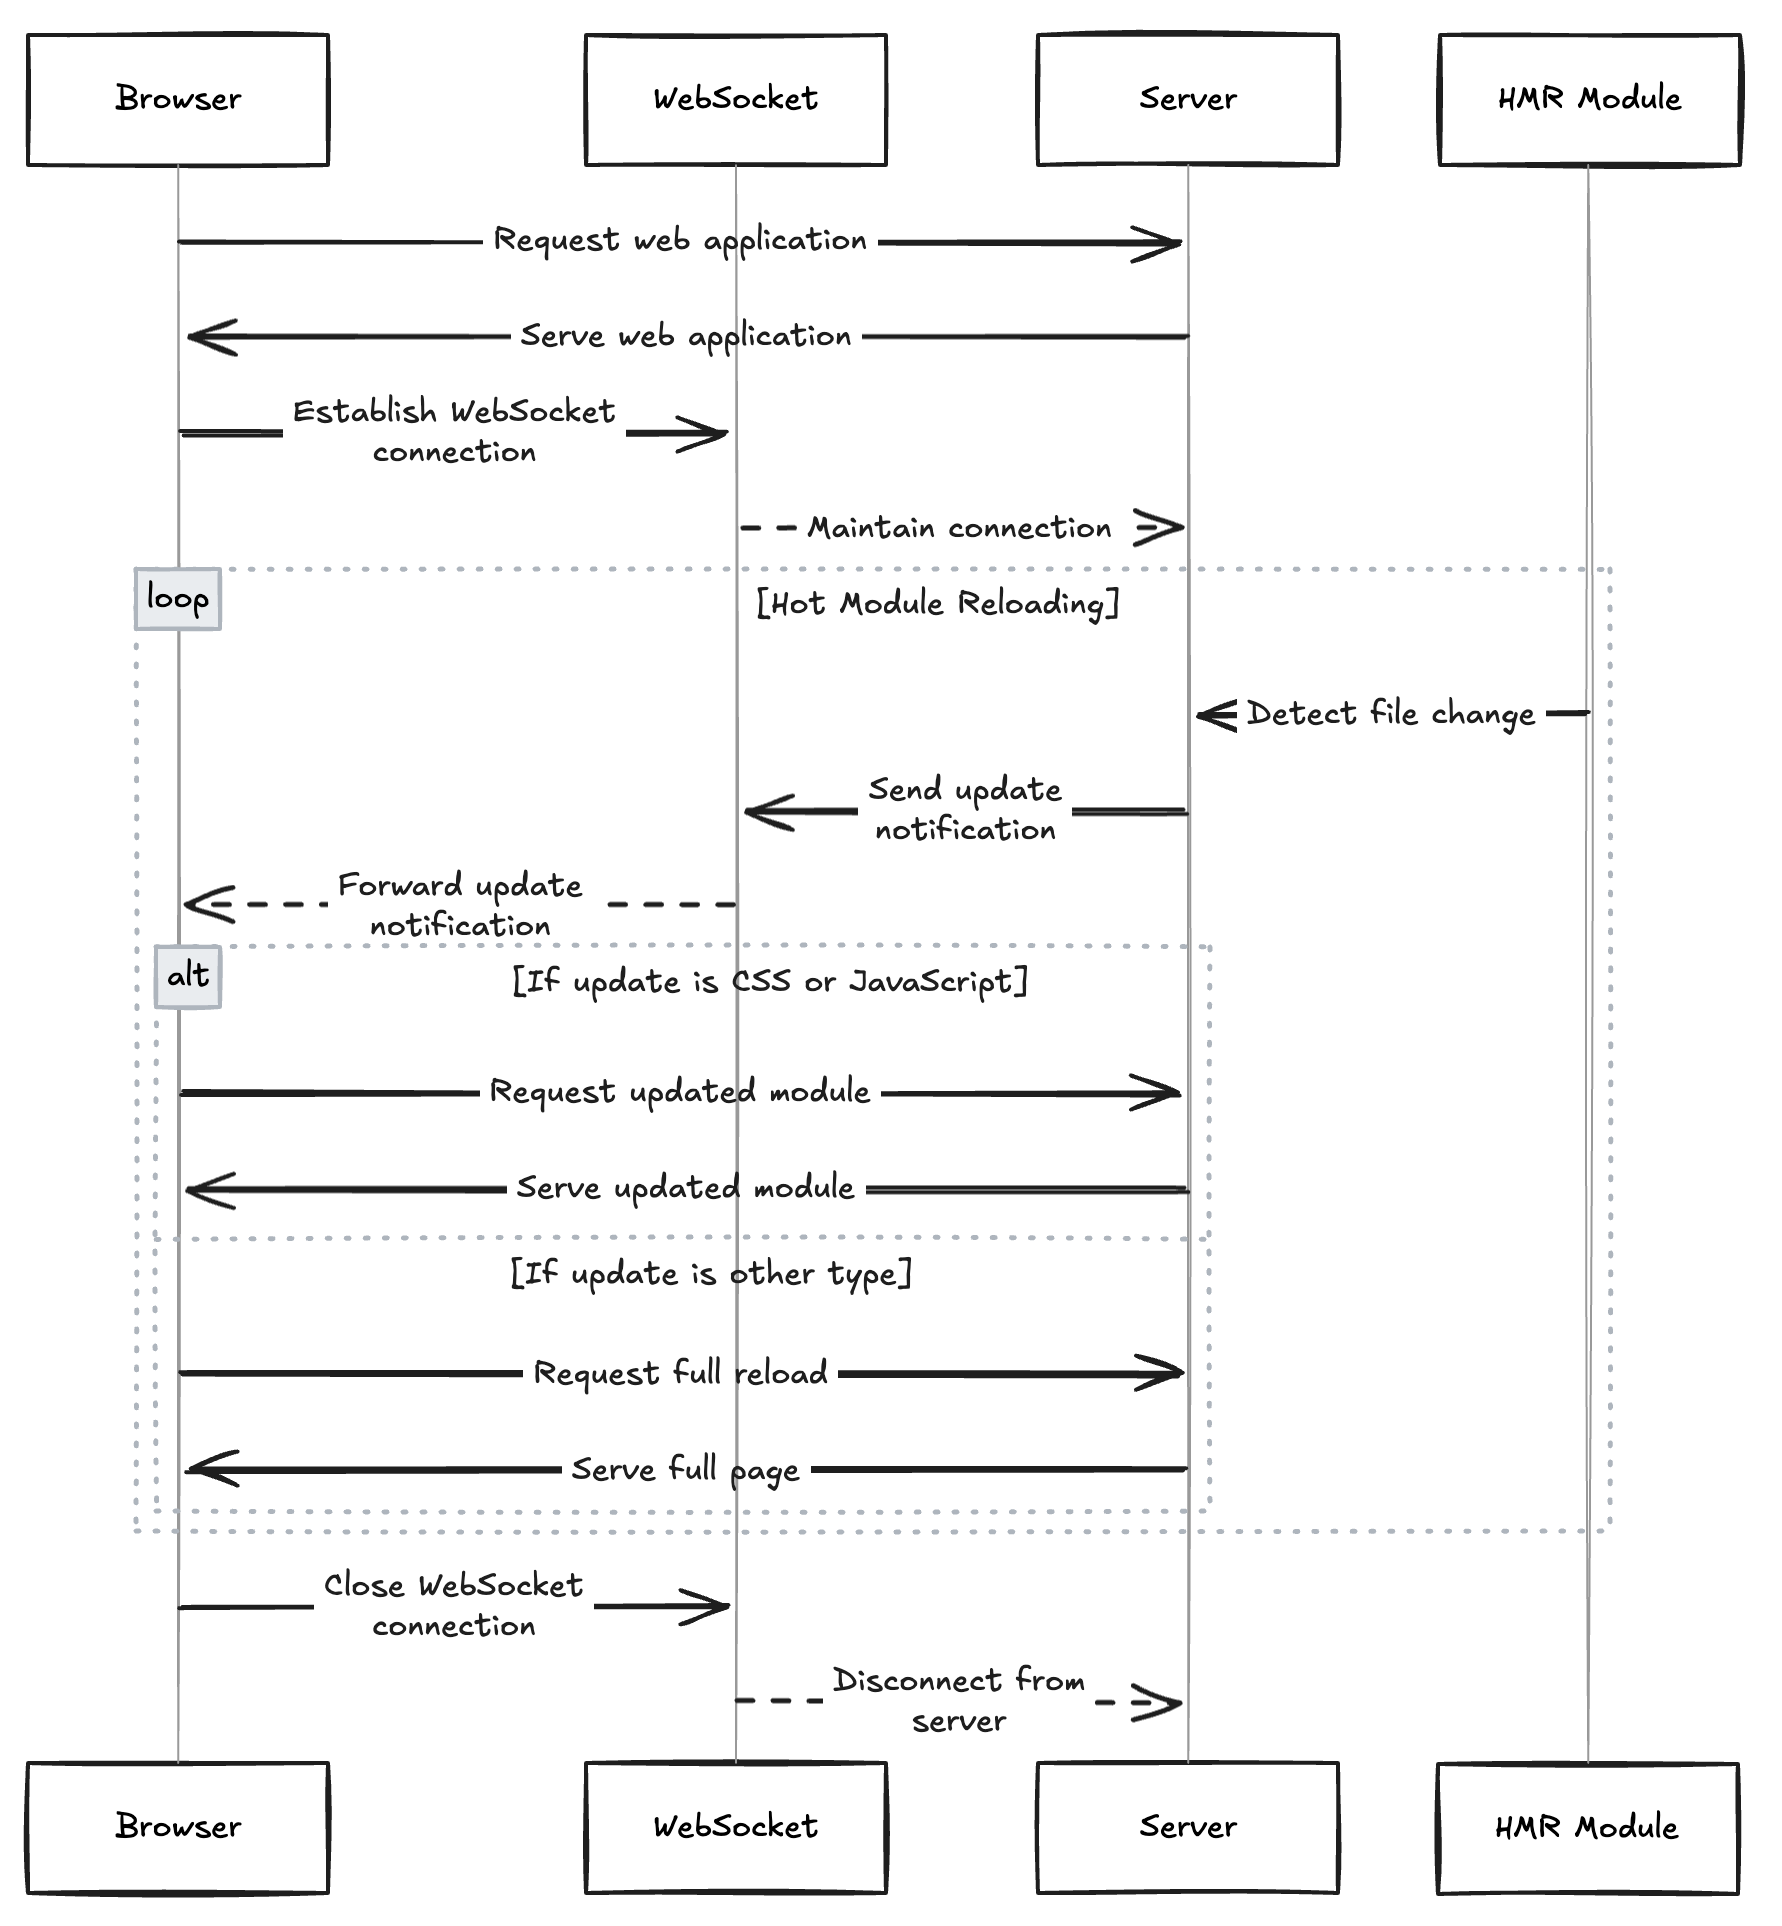 Browser
WebSocket
Server
HMR Module
Request web application
Serve web application
Establish WebSocket
connection
Maintain connection
loop
[Hot Module Reloading]
Detect file change
Send update
notification
Forward update
notification
alt
[If update is CSS or JavaScript]
Request updated module
Serve updated module
[If update is other type]
Request full reload
Serve full page
Close WebSocket
connection
Disconnect from
server
Browser
WebSocket
Server
HMR Module